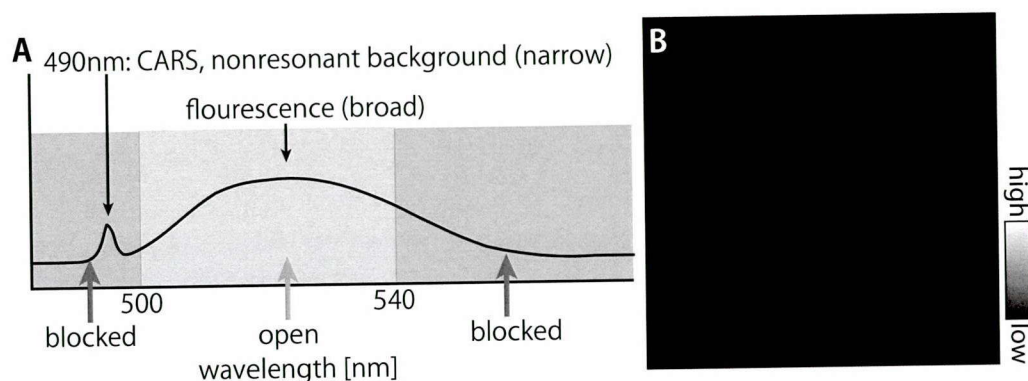 A
490nm: CARS, nonresonant background (narrow)
flourescence (broad)
500
540
blocked
open
blocked
wavelength [nm]
B
high
low